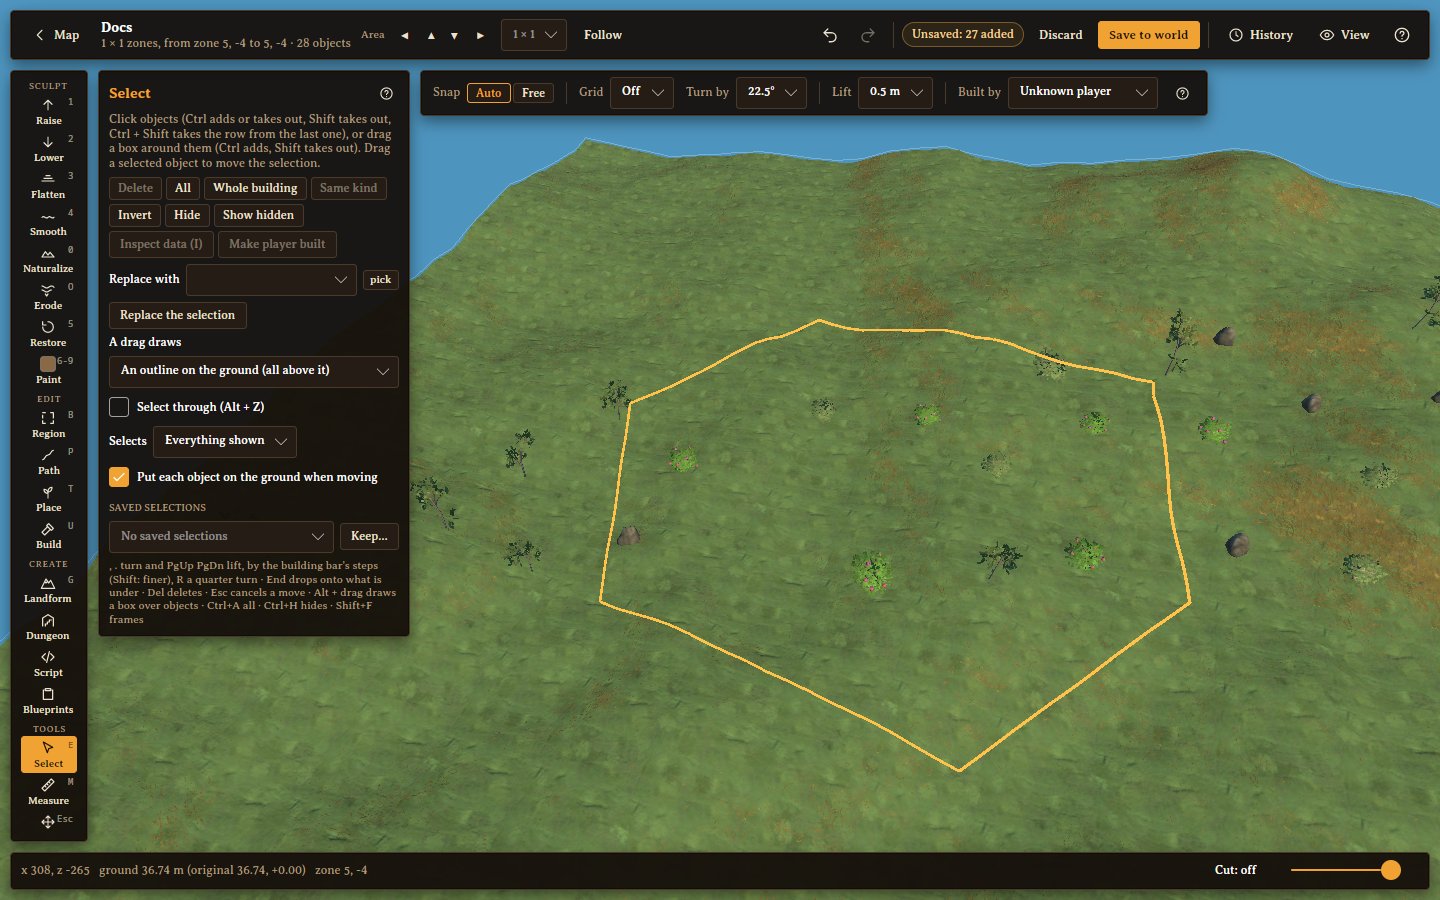 Map
Docs
1 × 1 zones, from zone 5, -4 to 5, -4 · 28 objects
Area
1 × 1
Follow
Unsaved: 27 added
Discard
Save to world
History
View
SCULPT
Raise 1
Lower 2
Flatten 3
Smooth 4
Naturalize 0
Erode O
Restore 5
Paint 6-9
EDIT
Region B
Path P
Place T
Build U
CREATE
Landform G
Dungeon
Script
Blueprints
TOOLS
Select E
Measure M
Esc
Select
Click objects (Ctrl adds or takes out, Shift takes out,
Ctrl + Shift takes the row from the last one), or drag
a box around them (Ctrl adds, Shift takes out). Drag
a selected object to move the selection.
Delete All Whole building Same kind
Invert Hide Show hidden
Inspect data (I) Make player built
Replace with pick
Replace the selection
A drag draws
An outline on the ground (all above it)
Select through (Alt + Z)
Selects Everything shown
Put each object on the ground when moving
SAVED SELECTIONS
No saved selections Keep...
, . turn and PgUp PgDn lift, by the building bar's steps
(Shift: finer), R a quarter turn · End drops onto what is
under · Del deletes · Esc cancels a move · Alt + drag draws
a box over objects · Ctrl+A all · Ctrl+H hides · Shift+F
frames
Snap Auto Free Grid Off Turn by 22.5° Lift 0.5 m Built by Unknown player
x 308, z -265 ground 36.74 m (original 36.74, +0.00) zone 5, -4
Cut: off